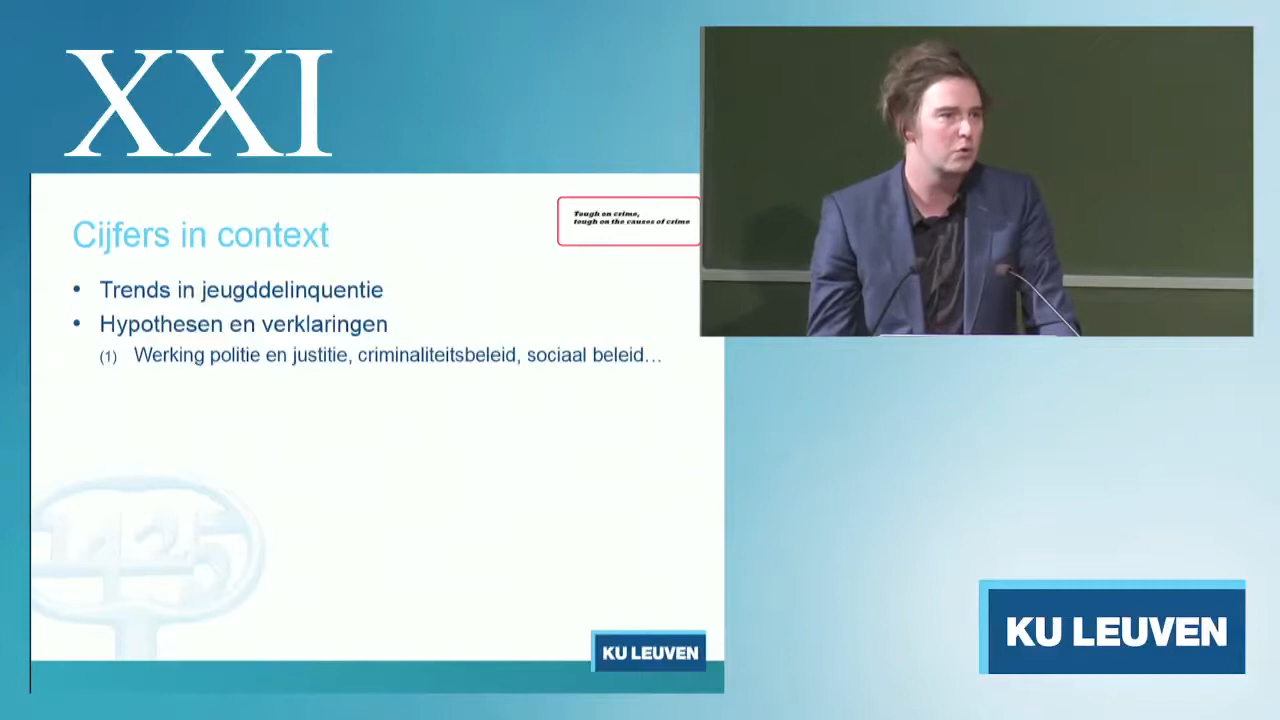 XXI
Cijfers in context
Tough on crime,
tough on the causes of crime
• Trends in jeugddelinquentie
• Hypothesen en verklaringen
(1) Werking politie en justitie, criminaliteitsbeleid, sociaal beleid…
1425
KU LEUVEN
KU LEUVEN